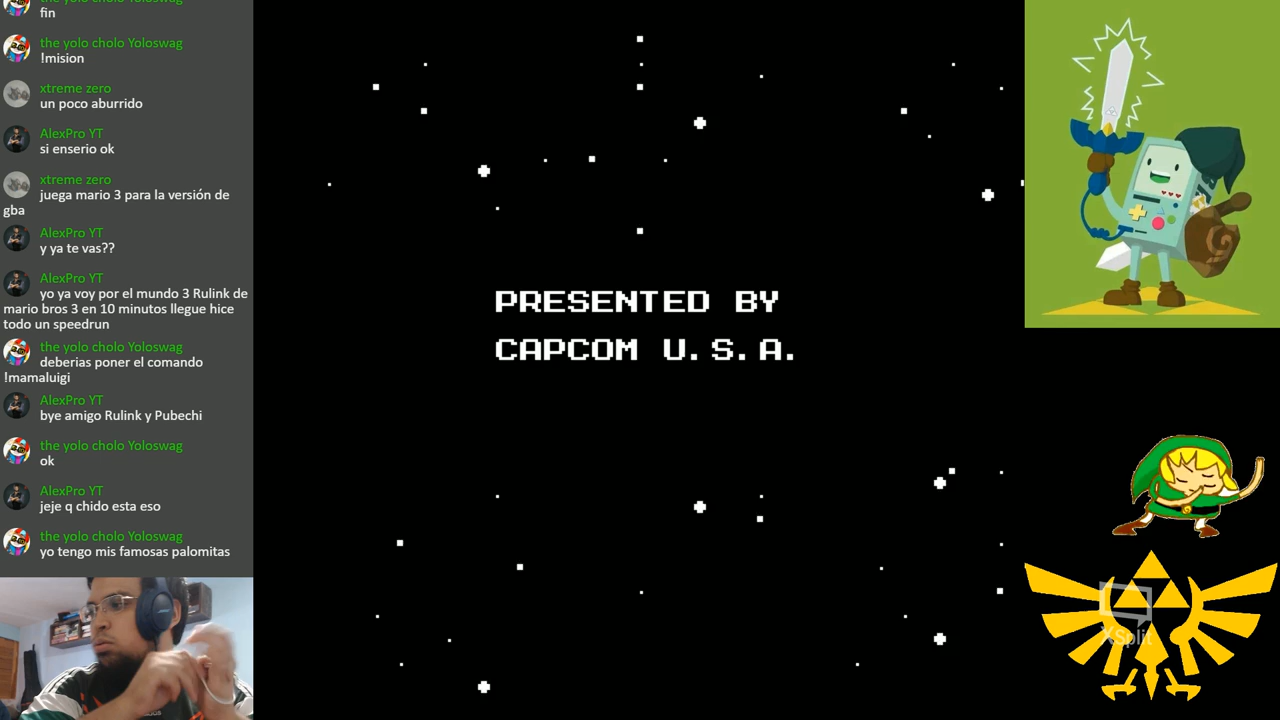 the yolo cholo Yoloswag
fin
the yolo cholo Yoloswag
!mision
xtreme zero
un poco aburrido
AlexPro YT
si enserio ok
xtreme zero
juega mario 3 para la versión de
gba
AlexPro YT
y ya te vas??
AlexPro YT
yo ya voy por el mundo 3 Rulink de
mario bros 3 en 10 minutos llegue hice
todo un speedrun
the yolo cholo Yoloswag
deberias poner el comando
!mamaluigi
AlexPro YT
bye amigo Rulink y Pubechi
the yolo cholo Yoloswag
ok
AlexPro YT
jeje q chido esta eso
the yolo cholo Yoloswag
yo tengo mis famosas palomitas
PRESENTED BY
CAPCOM U.S.A.
XSplit